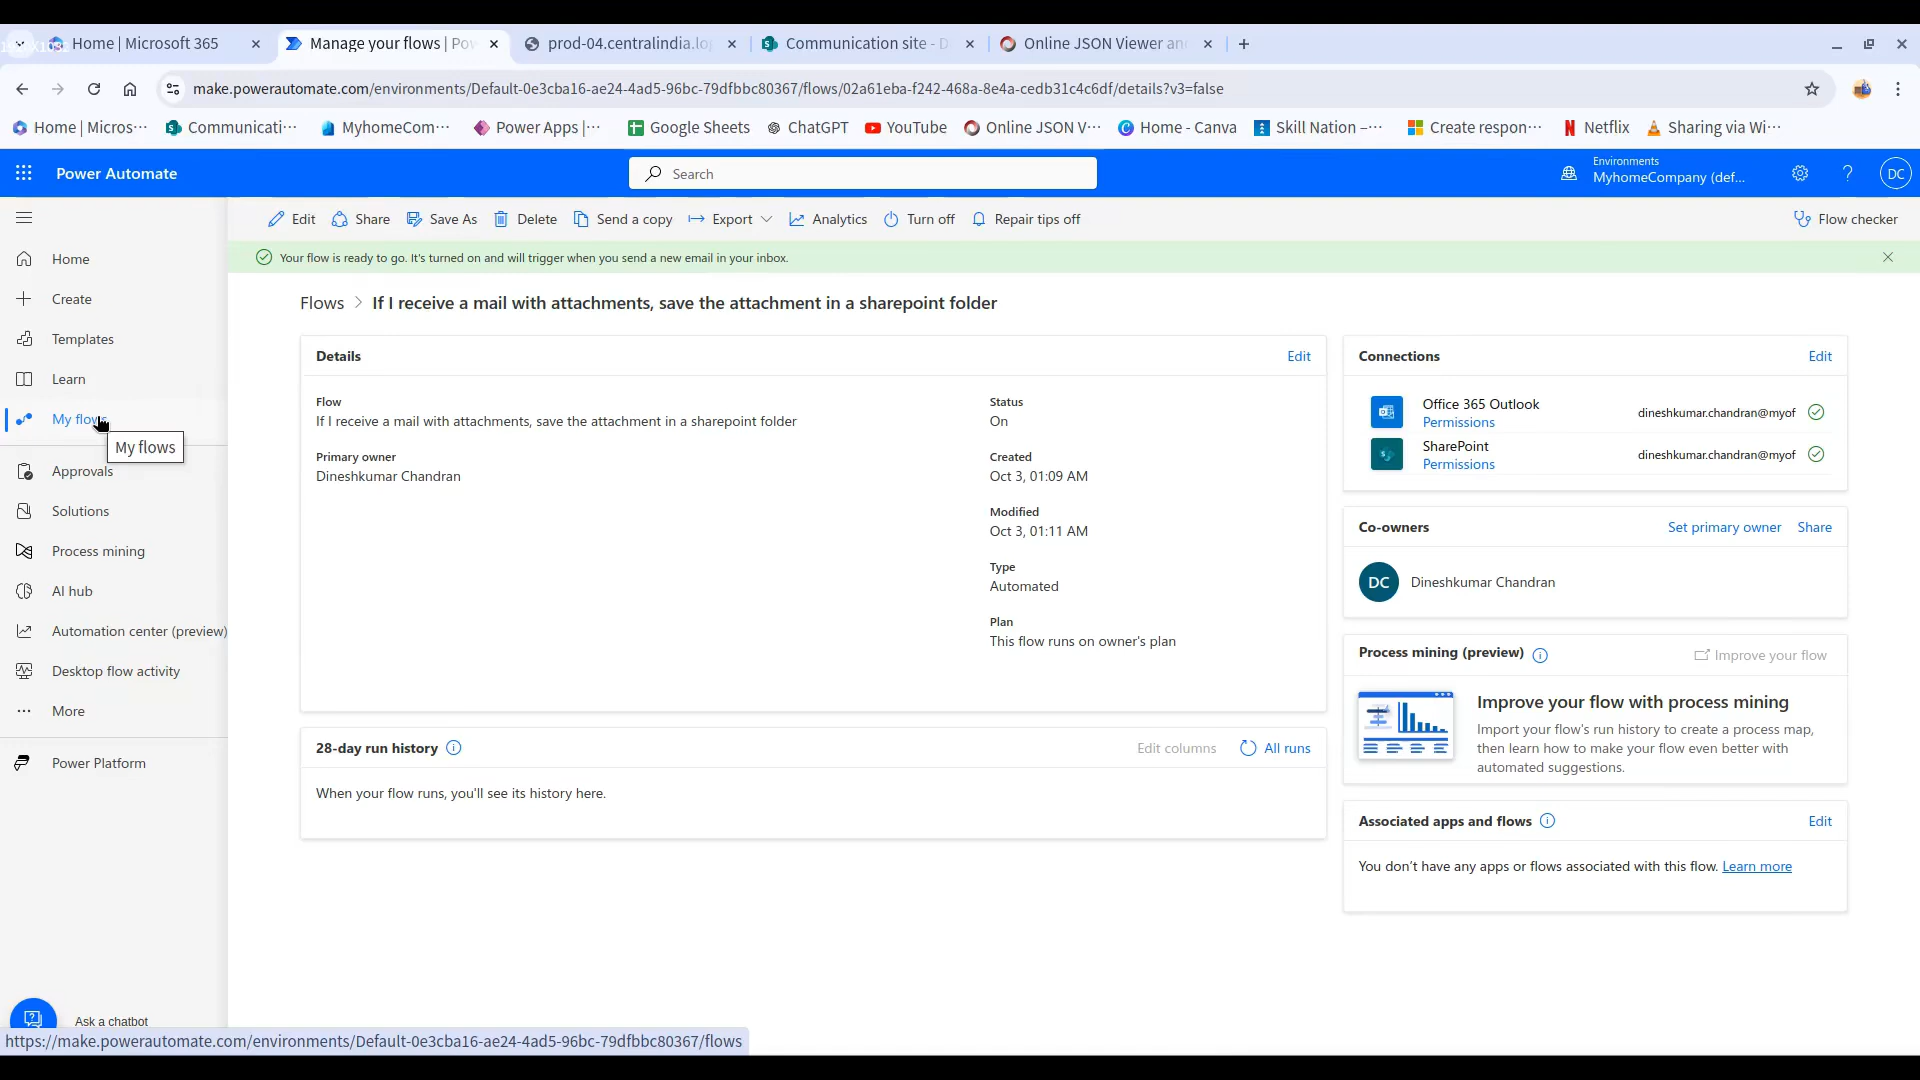 Home | Microsoft 365
Manage your flows | Pow
prod-04.centralindia.lo
Communication site - D
Online JSON Viewer an
make.powerautomate.com/environments/Default-0e3cba16-ae24-4ad5-96bc-79dfbbc80367/flows/02a61eba-f242-468a-8e4a-cedb31c4c6df/details?v3=false
Home | Micros···
Communicati···
MyhomeCom···
Power Apps |···
Google Sheets
ChatGPT
YouTube
Online JSON V···
Home - Canva
Skill Nation –···
Create respon···
Netflix
Sharing via Wi···
Power Automate
Search
Environments
MyhomeCompany (def...
DC
Edit
Share
Save As
Delete
Send a copy
Export
Analytics
Turn off
Repair tips off
Flow checker
Your flow is ready to go. It's turned on and will trigger when you send a new email in your inbox.
Home
Create
Templates
Learn
My flows
My flows
Approvals
Solutions
Process mining
AI hub
Automation center (preview)
Desktop flow activity
More
Power Platform
Ask a chatbot
Flows > If I receive a mail with attachments, save the attachment in a sharepoint folder
Details
Edit
Flow
If I receive a mail with attachments, save the attachment in a sharepoint folder
Primary owner
Dineshkumar Chandran
Status
On
Created
Oct 3, 01:09 AM
Modified
Oct 3, 01:11 AM
Type
Automated
Plan
This flow runs on owner's plan
28-day run history
Edit columns
All runs
When your flow runs, you'll see its history here.
Connections
Edit
Office 365 Outlook
Permissions
dineshkumar.chandran@myof
SharePoint
Permissions
dineshkumar.chandran@myof
Co-owners
Set primary owner
Share
DC
Dineshkumar Chandran
Process mining (preview)
Improve your flow
Improve your flow with process mining
Import your flow's run history to create a process map,
then learn how to make your flow even better with
automated suggestions.
Associated apps and flows
Edit
You don't have any apps or flows associated with this flow. Learn more
https://make.powerautomate.com/environments/Default-0e3cba16-ae24-4ad5-96bc-79dfbbc80367/flows